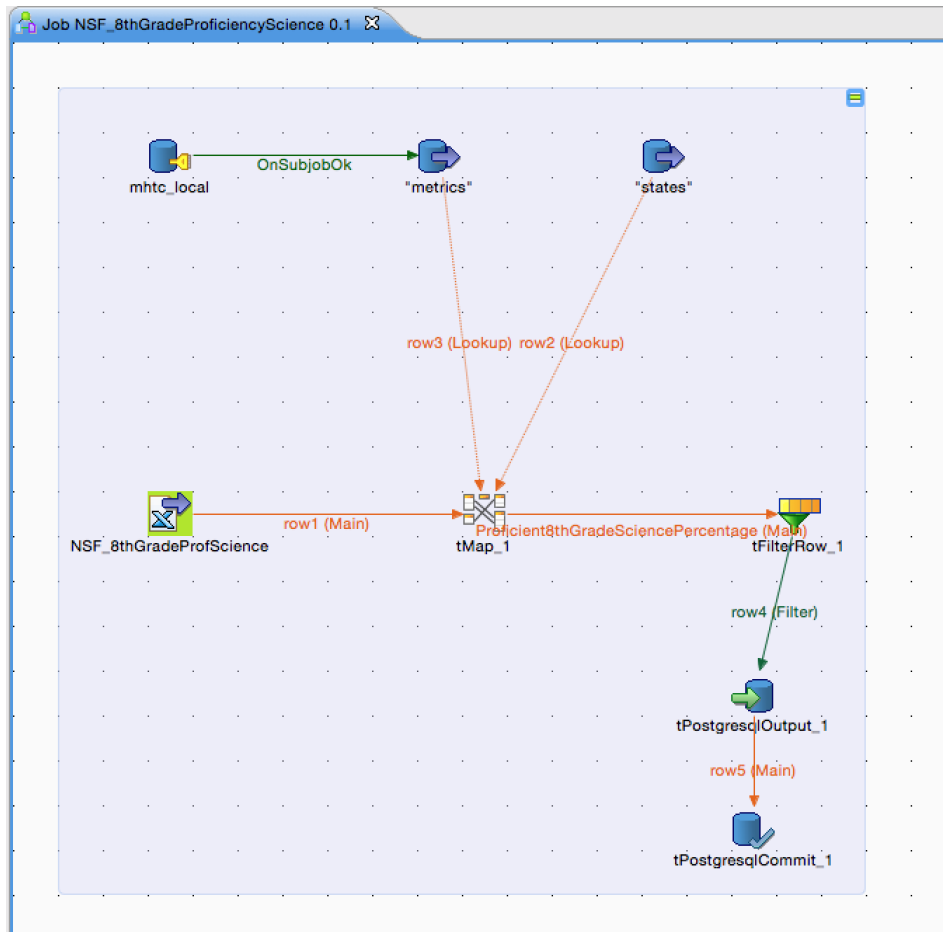 Job NSF_8thGradeProficiencyScience 0.1
OnSubjobOk
mhtc_local
"metrics"
"states"
row3 (Lookup)
row2 (Lookup)
row1 (Main)
Proficient8thGradeSciencePercentage (Main)
NSF_8thGradeProfScience
tMap_1
tFilterRow_1
row4 (Filter)
tPostgresqlOutput_1
row5 (Main)
tPostgresqlCommit_1